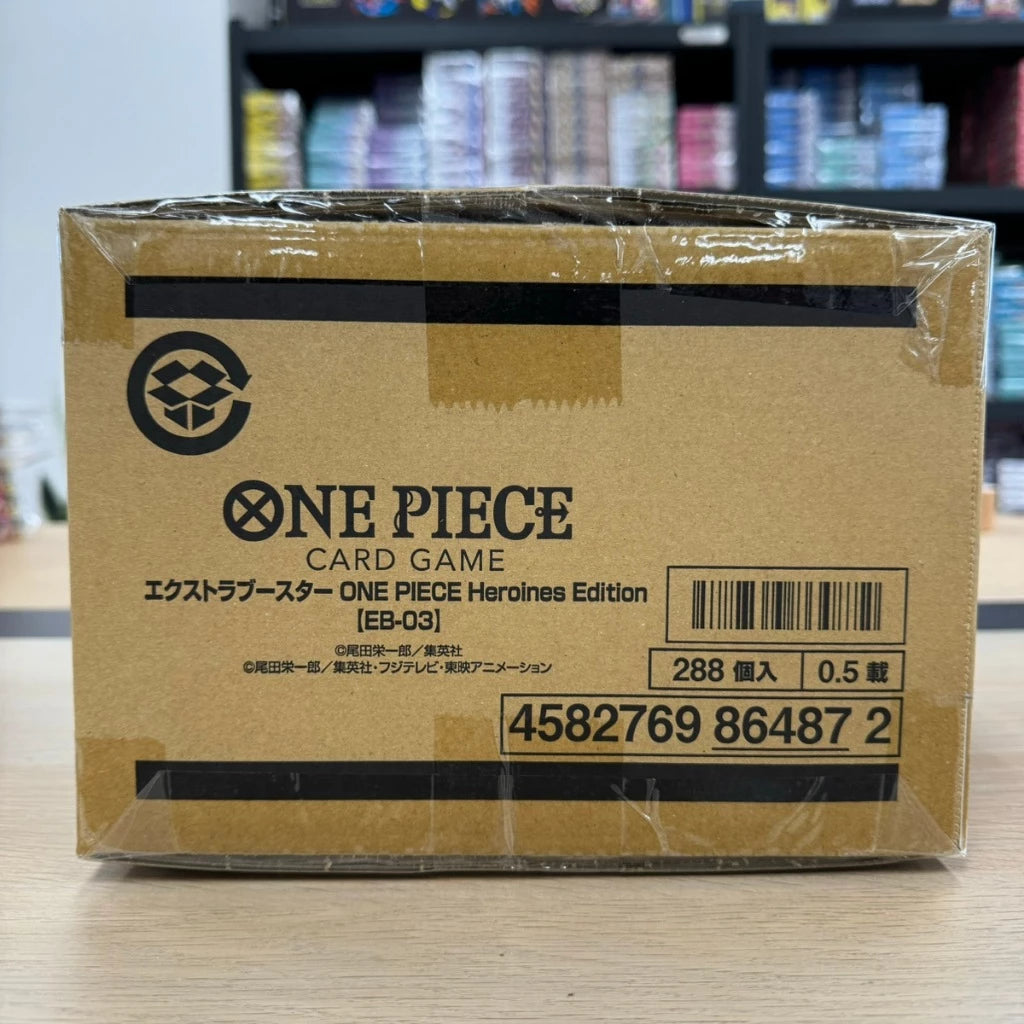 ONE PIECE
CARD GAME
エクストラブースター ONE PIECE Heroines Edition
【EB-03】
©尾田栄一郎／集英社
©尾田栄一郎／集英社・フジテレビ・東映アニメーション
288 個入
0.5 載
4582769 86487 2